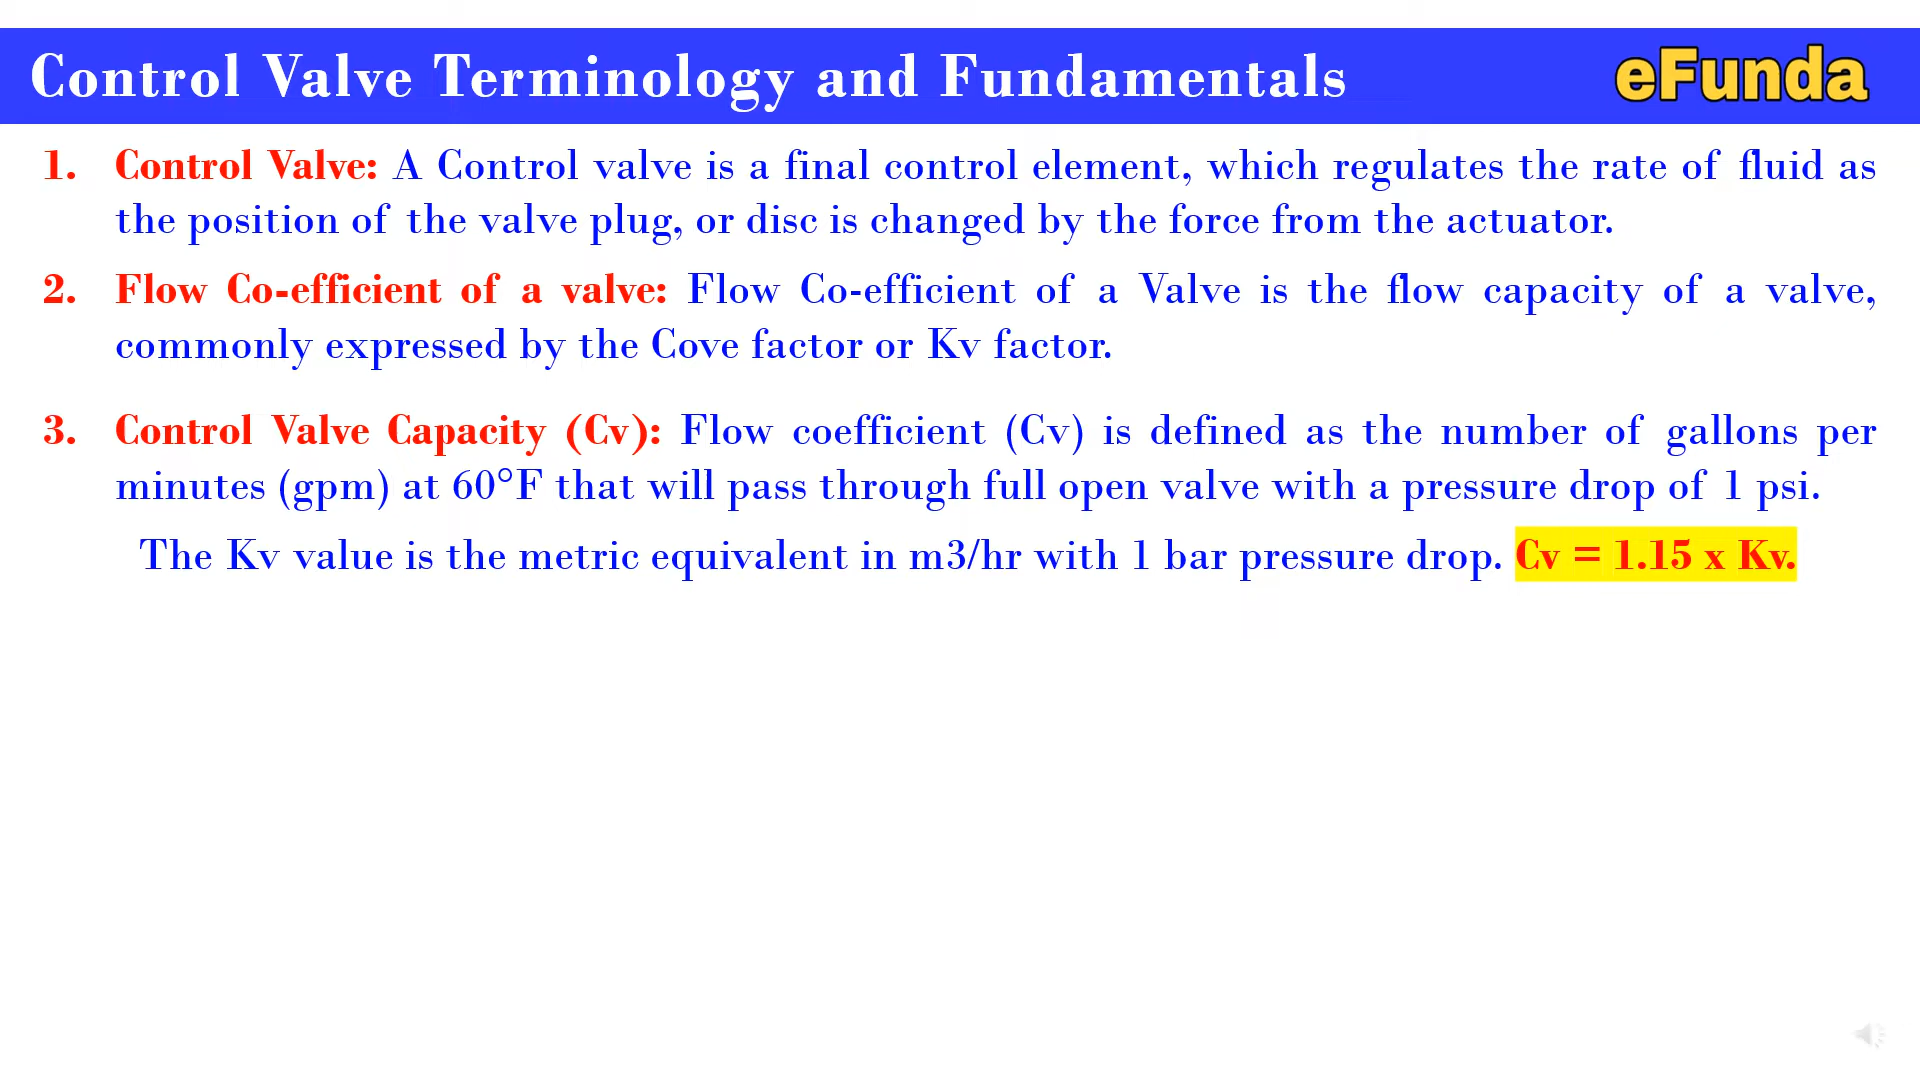 Control Valve Terminology and Fundamentals
eFunda
1. Control Valve: A Control valve is a final control element, which regulates the rate of fluid as
the position of the valve plug, or disc is changed by the force from the actuator.
2. Flow Co-efficient of a valve: Flow Co-efficient of a Valve is the flow capacity of a valve,
commonly expressed by the Cove factor or Kv factor.
3. Control Valve Capacity (Cv): Flow coefficient (Cv) is defined as the number of gallons per
minutes (gpm) at 60°F that will pass through full open valve with a pressure drop of 1 psi.
The Kv value is the metric equivalent in m3/hr with 1 bar pressure drop. Cv = 1.15 x Kv.